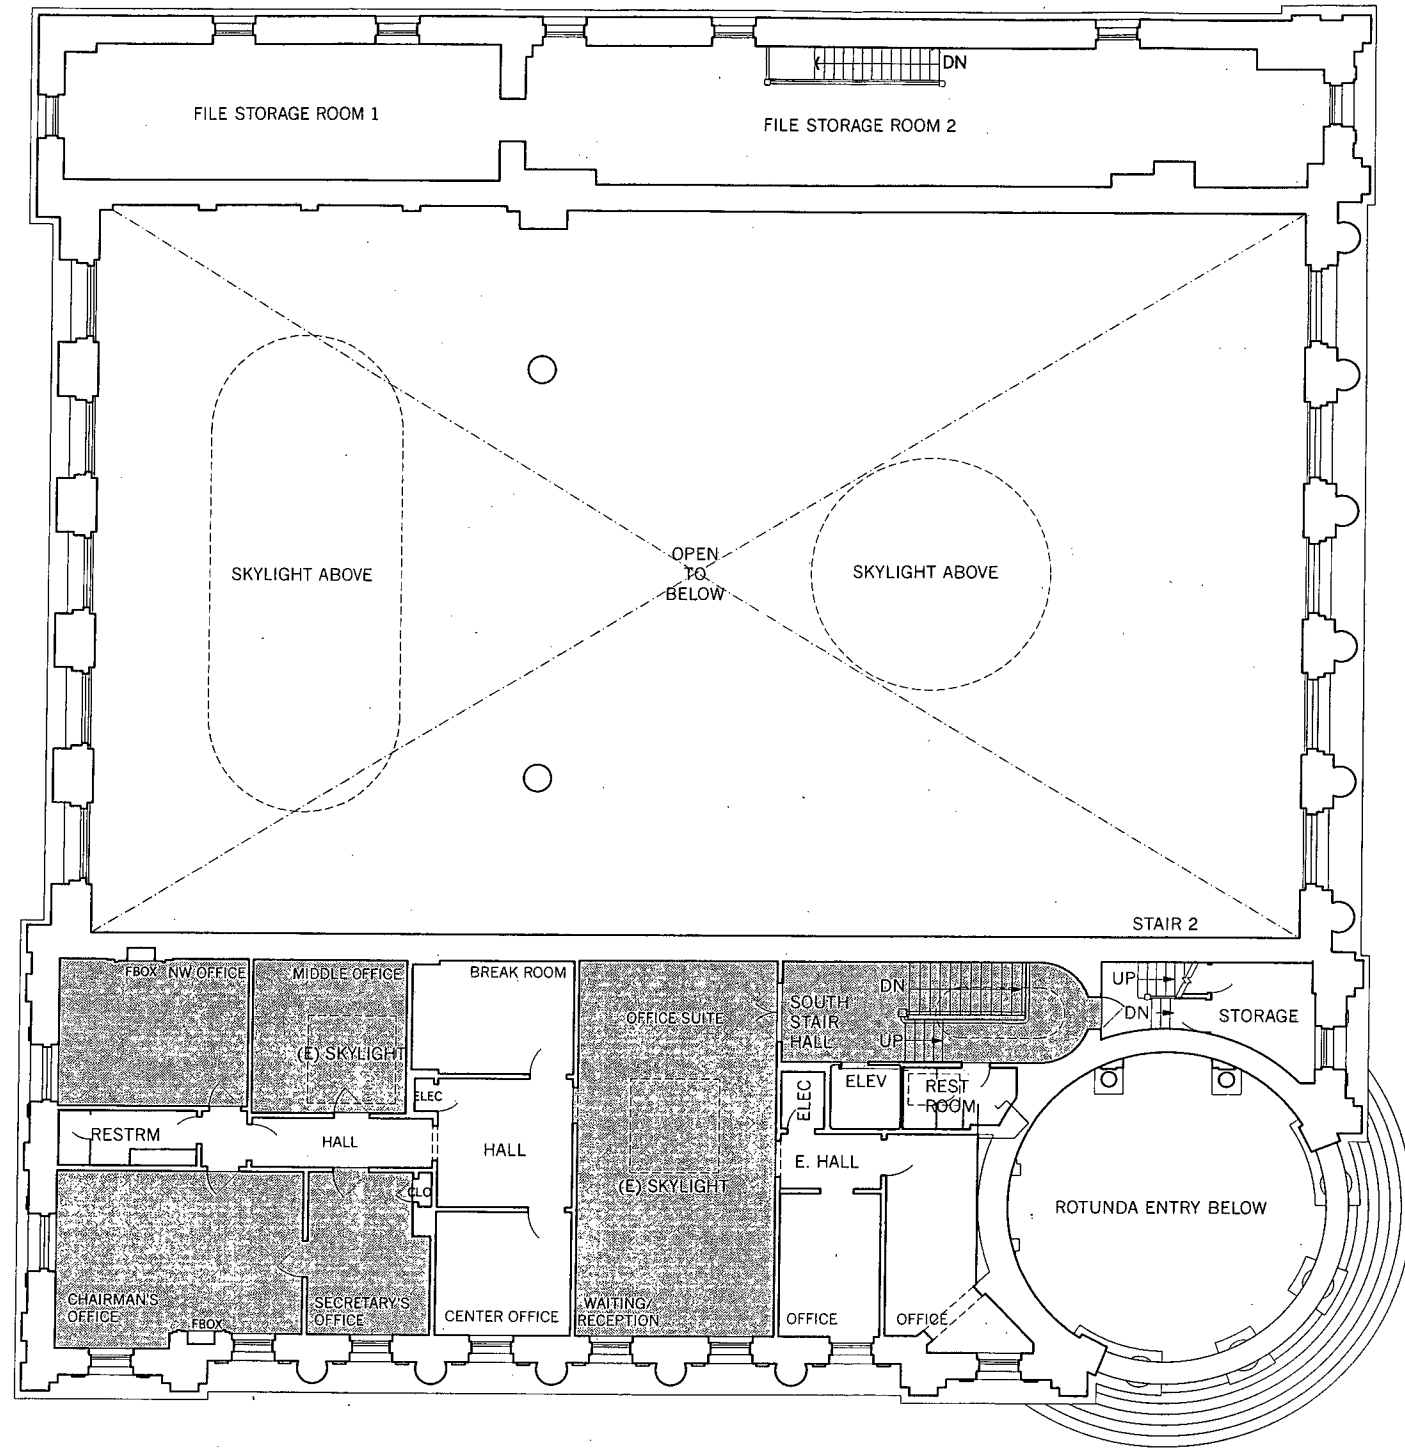 DN
FILE STORAGE ROOM 1
FILE STORAGE ROOM 2
OPEN
TO
BELOW
SKYLIGHT ABOVE
SKYLIGHT ABOVE
STAIR 2
FBOX
NW OFFICE
MIDDLE OFFICE
BREAK ROOM
OFFICE SUITE
SOUTH
STAIR
HALL
DN
UP
UP
DN
STORAGE
(E) SKYLIGHT
ELEC
ELEV
REST
ROOM
ELEC
RESTRM
HALL
HALL
E. HALL
(E) SKYLIGHT
CLO
ROTUNDA ENTRY BELOW
CHAIRMAN'S
OFFICE
FBOX
SECRETARY'S
OFFICE
CENTER OFFICE
WAITING/
RECEPTION
OFFICE
OFFICE